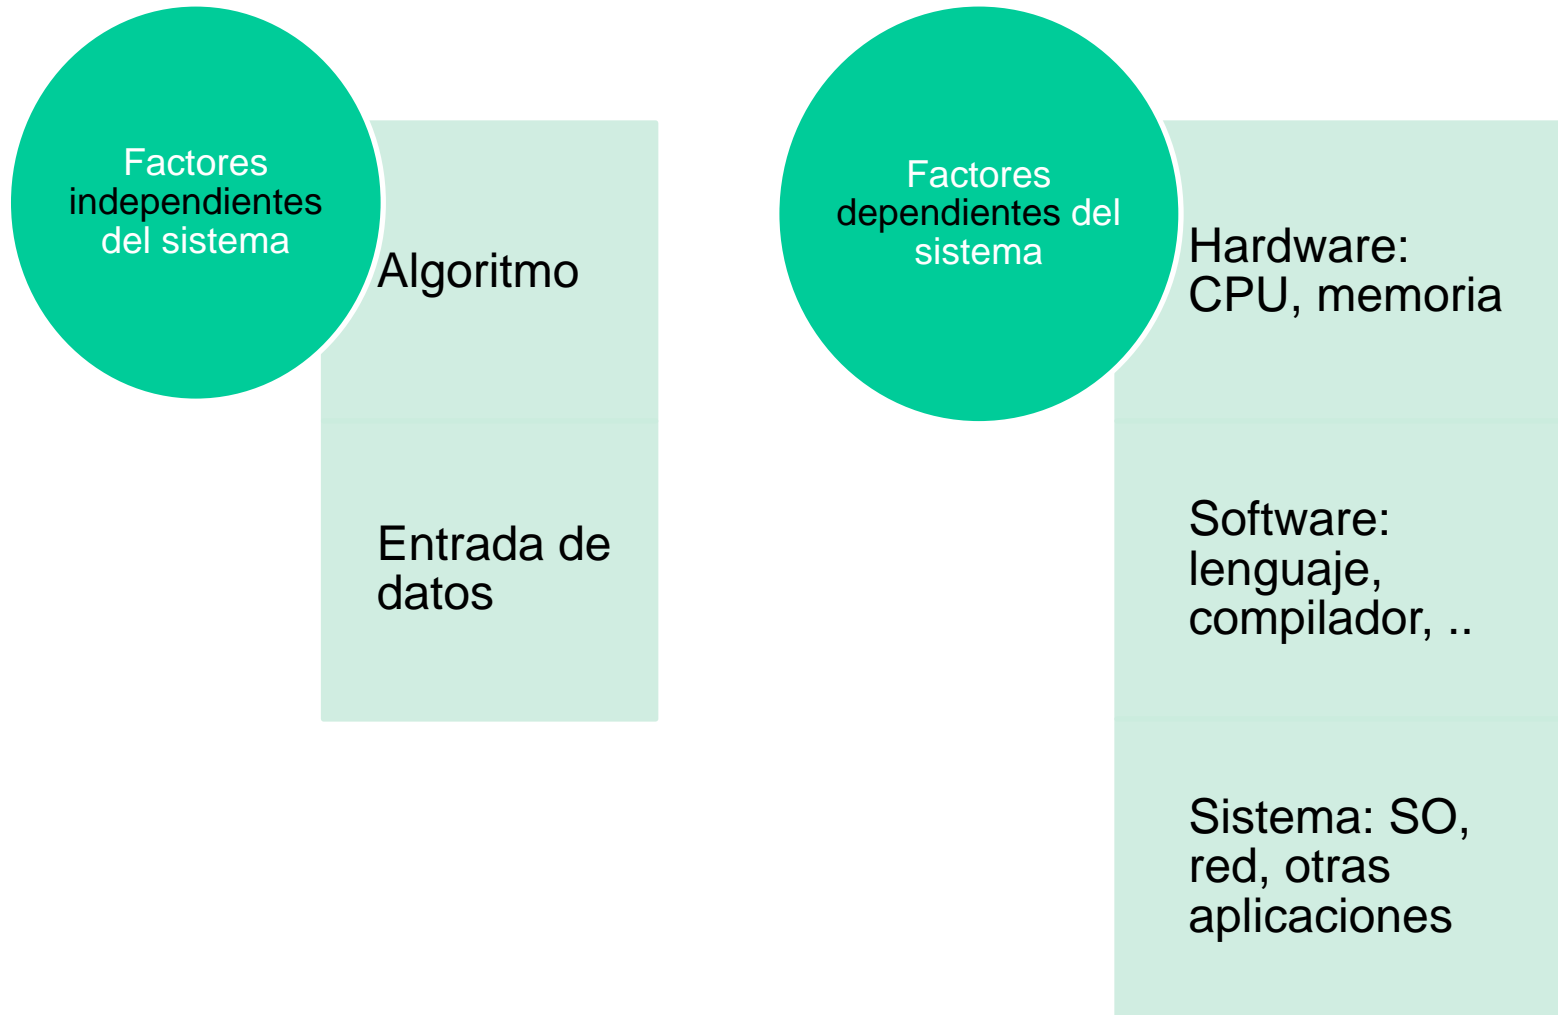 Factores
independientes
del sistema
Algoritmo
Entrada de
datos
Factores
dependientes del
sistema
Hardware:
CPU, memoria
Software:
lenguaje,
compilador, ..
Sistema: SO,
red, otras
aplicaciones